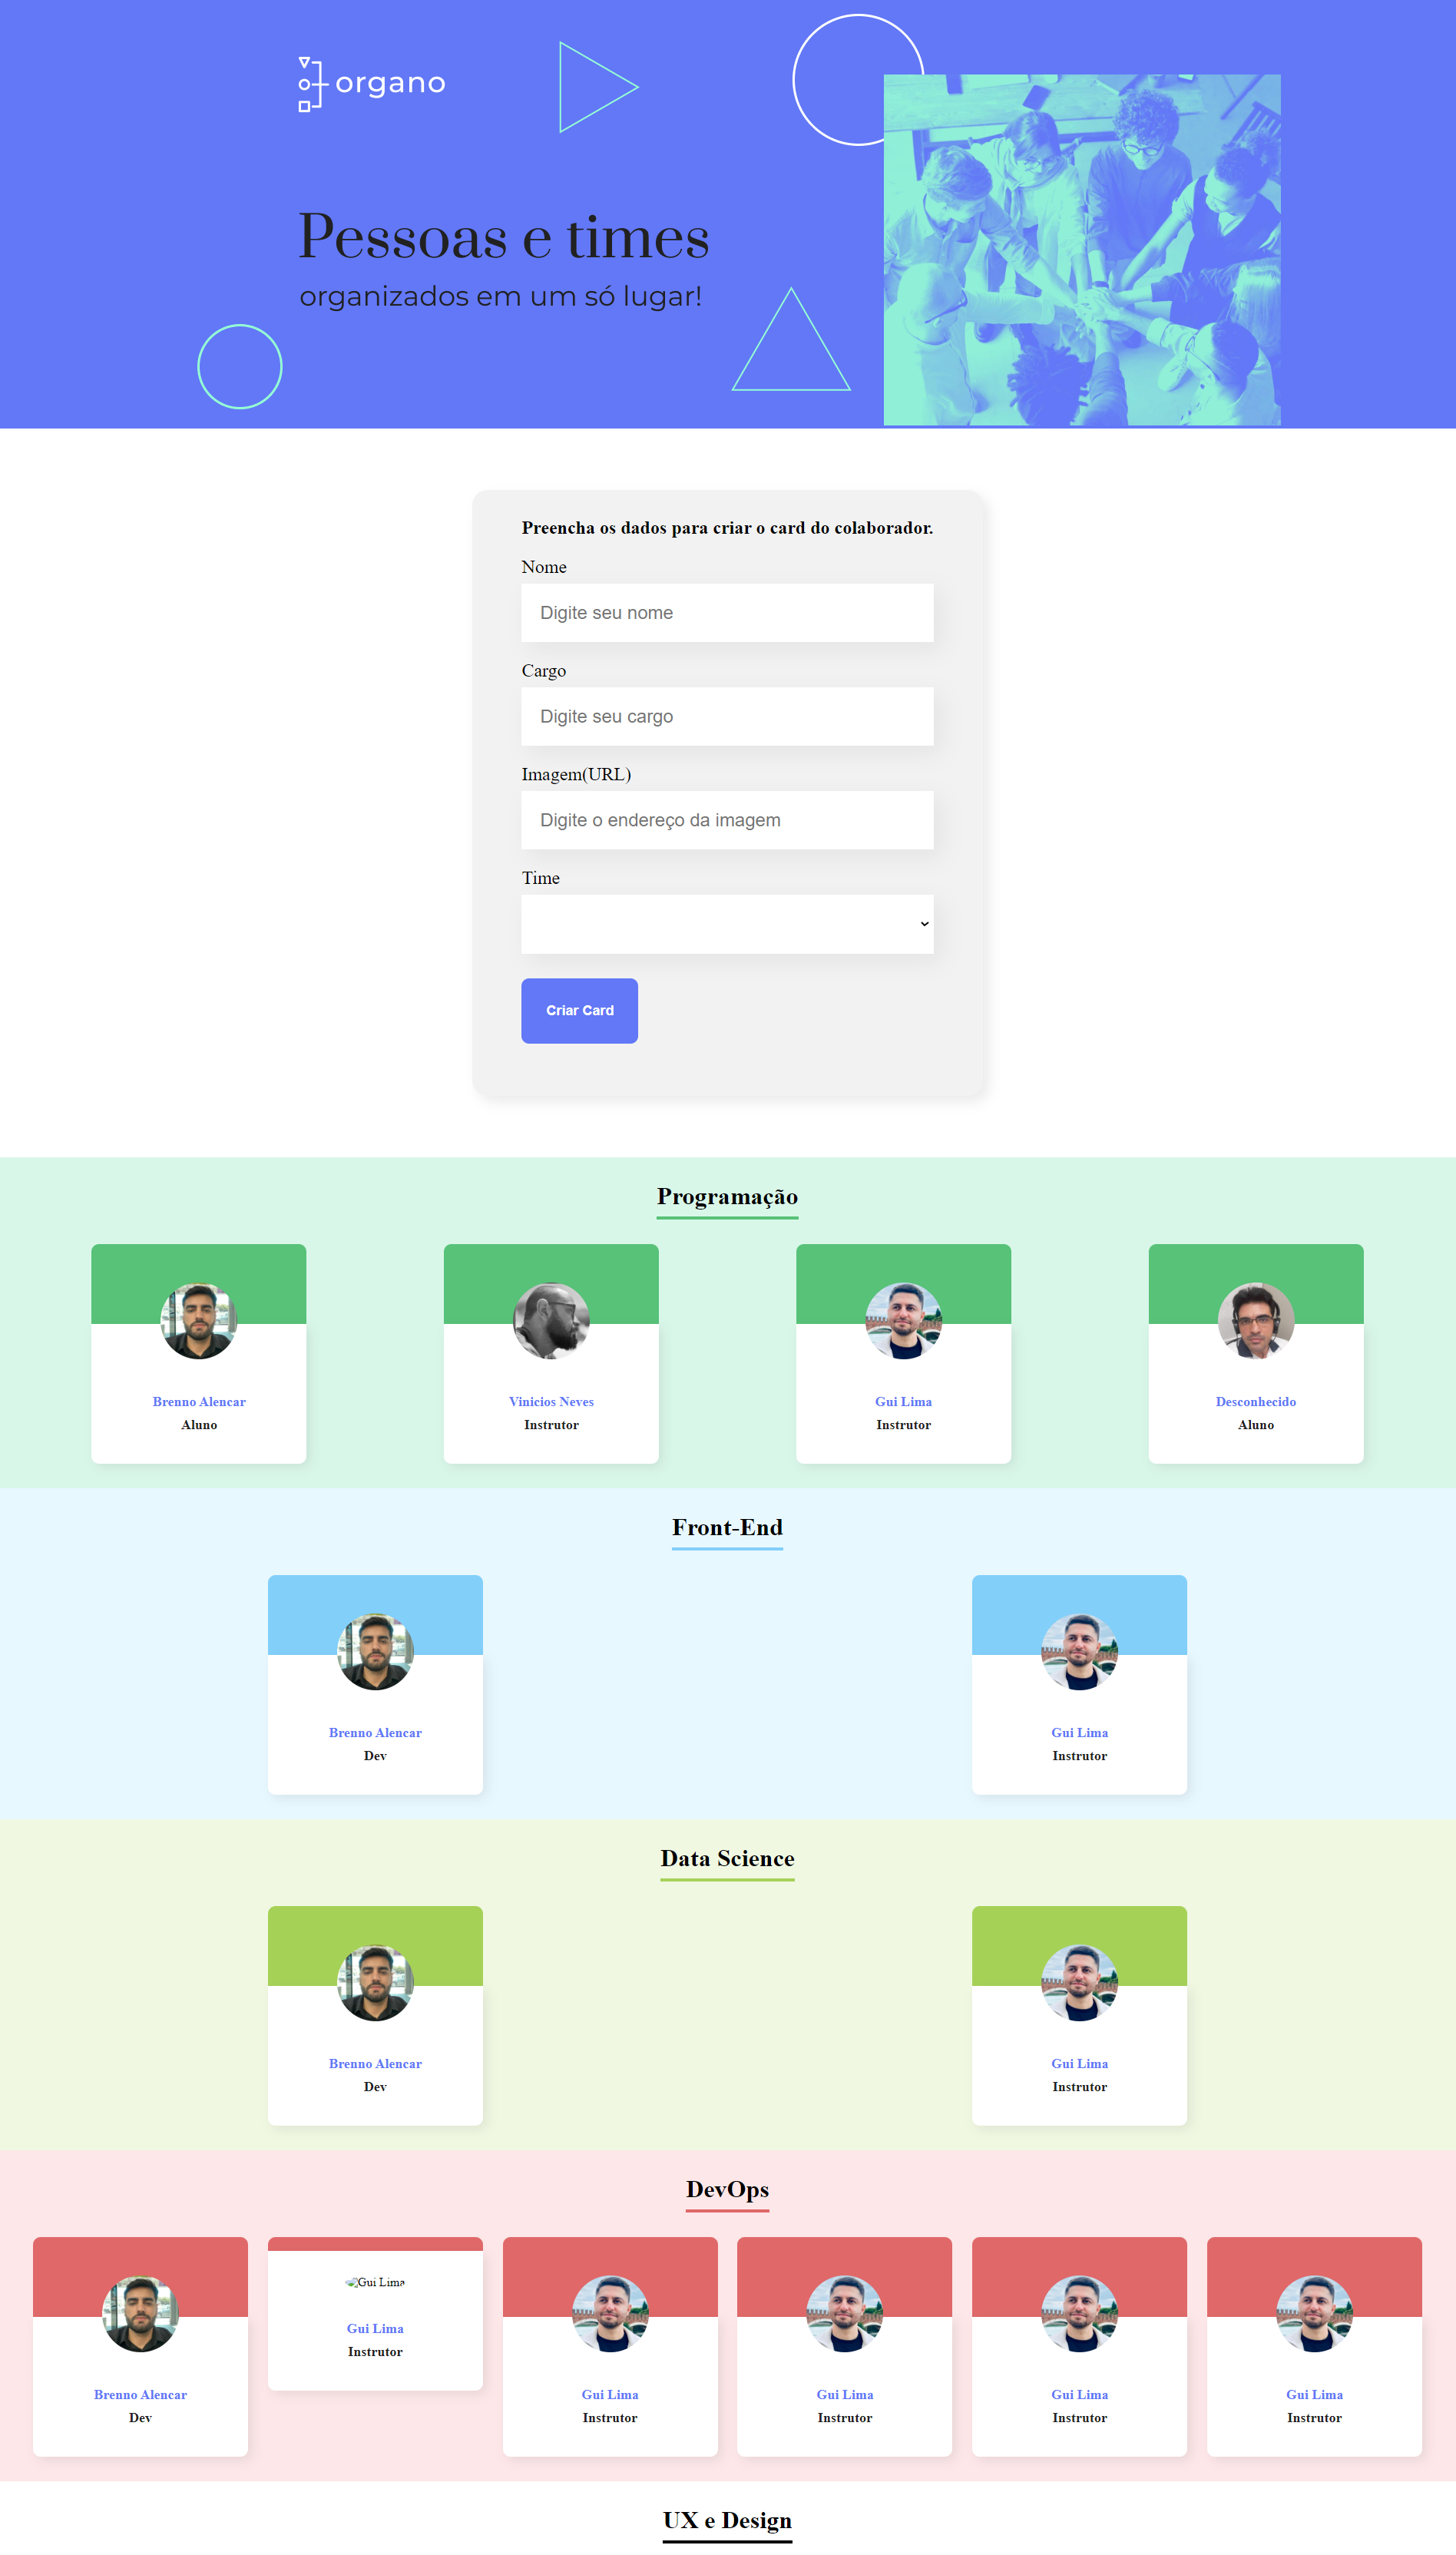 organo
Pessoas e times
organizados em um só lugar!
Preencha os dados para criar o card do colaborador.
Nome
Digite seu nome
Cargo
Digite seu cargo
Imagem(URL)
Digite o endereço da imagem
Time
Criar Card
Programação
Brenno Alencar
Aluno
Vinicios Neves
Instrutor
Gui Lima
Instrutor
Desconhecido
Aluno
Front-End
Brenno Alencar
Dev
Gui Lima
Instrutor
Data Science
Brenno Alencar
Dev
Gui Lima
Instrutor
DevOps
Brenno Alencar
Dev
Gui Lima
Gui Lima
Instrutor
Gui Lima
Instrutor
Gui Lima
Instrutor
Gui Lima
Instrutor
Gui Lima
Instrutor
UX e Design